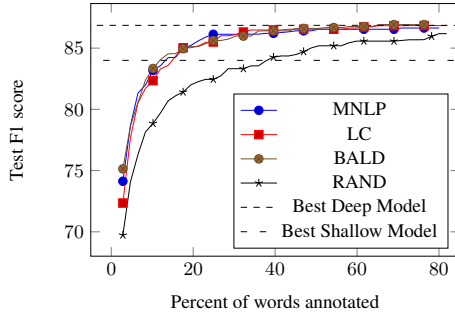 85
80
75
70
0
20
40
60
80
Test F1 score
Percent of words annotated
MNLP
LC
BALD
RAND
Best Deep Model
Best Shallow Model